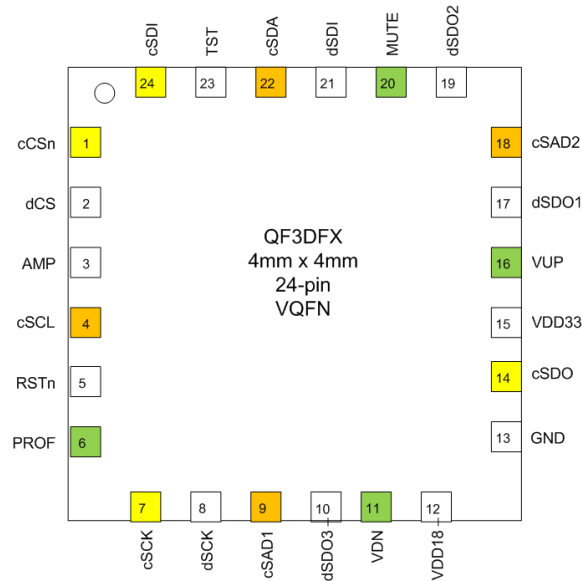 cSDI
TST
cSDA
dSDI
MUTE
dSDO2
24
23
22
21
20
19
cCSn 1
18 cSAD2
dCS 2
17 dSDO1
QF3DFX
4mm x 4mm
24-pin
VQFN
AMP 3
16 VUP
cSCL 4
15 VDD33
RSTn 5
14 cSDO
PROF 6
13 GND
7
8
9
10
11
12
cSCK
dSCK
cSAD1
dSDO3
VDN
VDD18